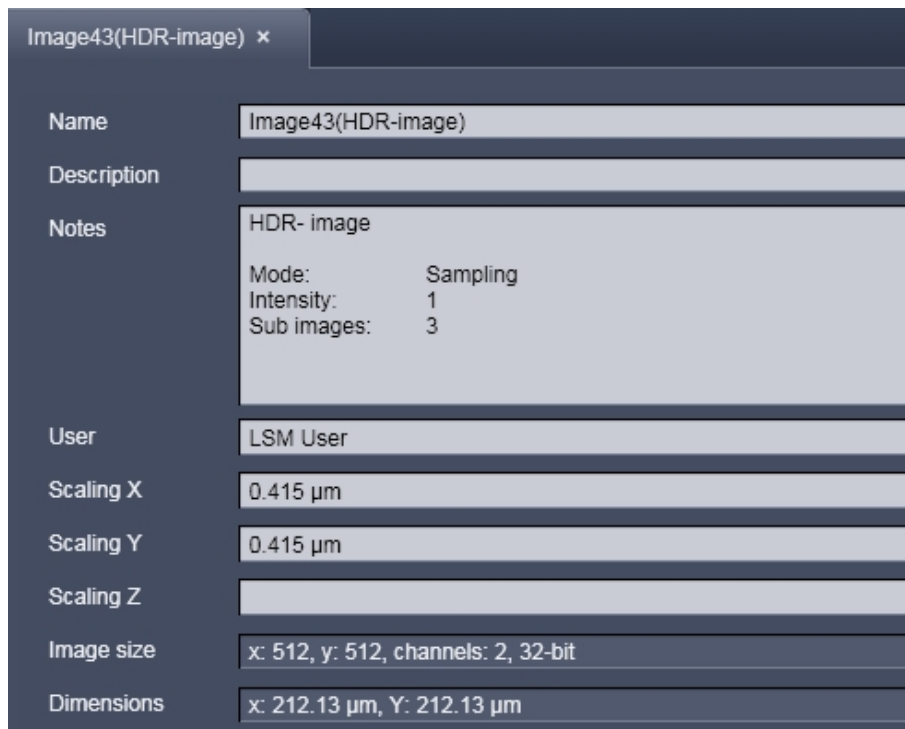 Image43(HDR-image) ×
Name Image43(HDR-image)
Description
Notes HDR- image
Mode: Sampling
Intensity: 1
Sub images: 3
User LSM User
Scaling X 0.415 µm
Scaling Y 0.415 µm
Scaling Z
Image size x: 512, y: 512, channels: 2, 32-bit
Dimensions x: 212.13 µm, Y: 212.13 µm